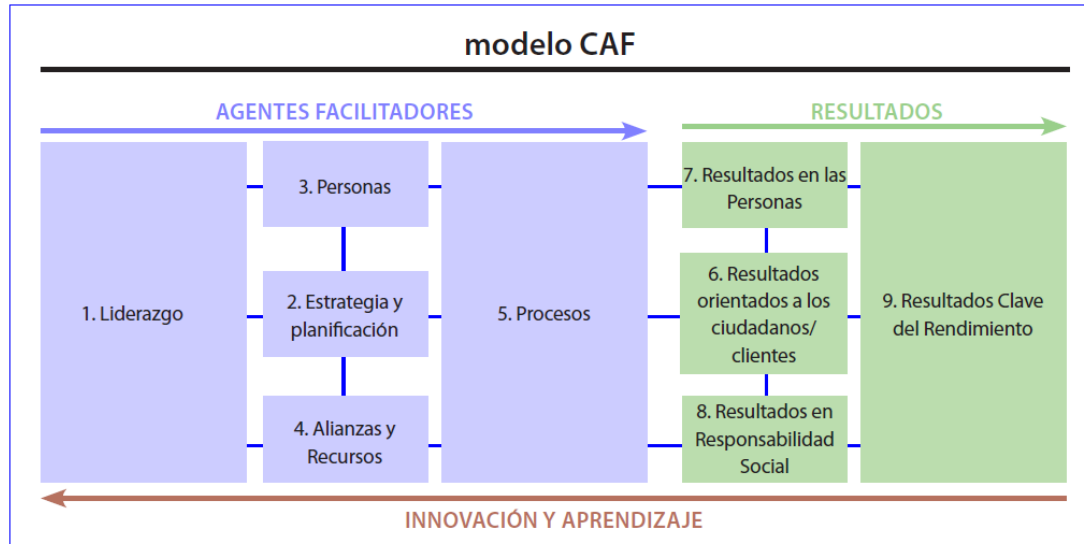 modelo CAF
AGENTES FACILITADORES
RESULTADOS
1. Liderazgo
3. Personas
2. Estrategia y
planificación
4. Alianzas y
Recursos
5. Procesos
7. Resultados en las
Personas
6. Resultados
orientados a los
ciudadanos/
clientes
8. Resultados en
Responsabilidad
Social
9. Resultados Clave
del Rendimiento
INNOVACIÓN Y APRENDIZAJE